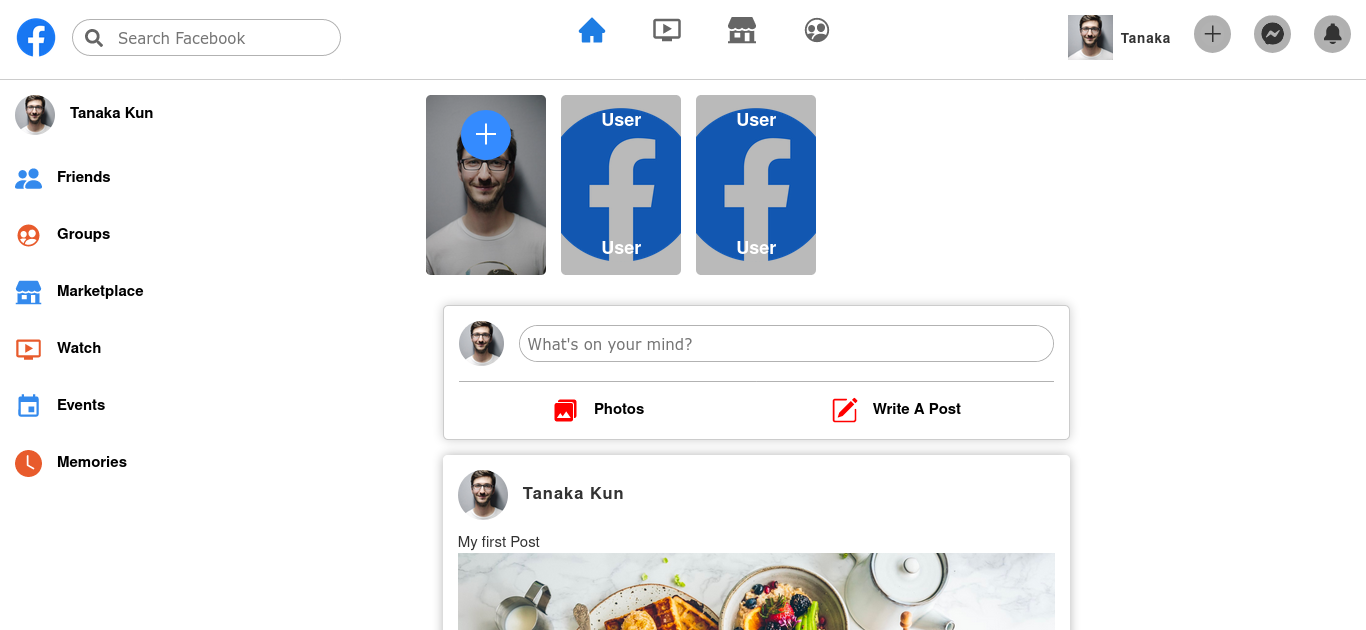 Search Facebook
Tanaka
Tanaka Kun
Friends
Groups
Marketplace
Watch
Events
Memories
User
User
User
User
What's on your mind?
Photos
Write A Post
Tanaka Kun
My first Post